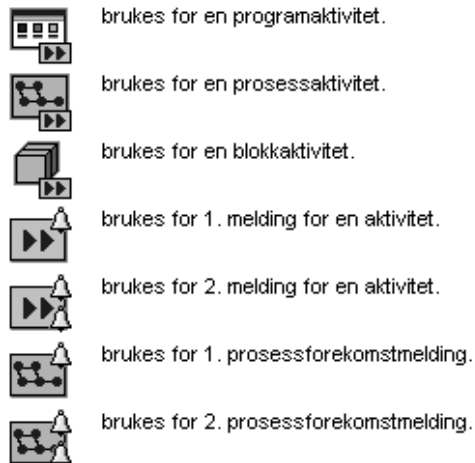 brukes for en programaktivitet.
brukes for en prosessaktivitet.
brukes for en blokkaktivitet.
brukes for 1. melding for en aktivitet.
brukes for 2. melding for en aktivitet.
brukes for 1. prosessforekomstmelding.
brukes for 2. prosessforekomstmelding.